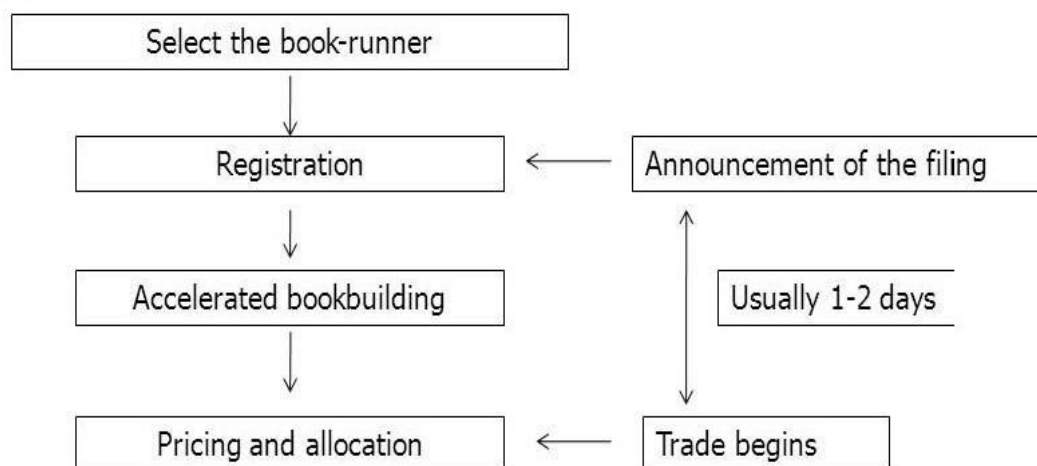 Select the book-runner
Registration
Announcement of the filing
Accelerated bookbuilding
Usually 1-2 days
Pricing and allocation
Trade begins